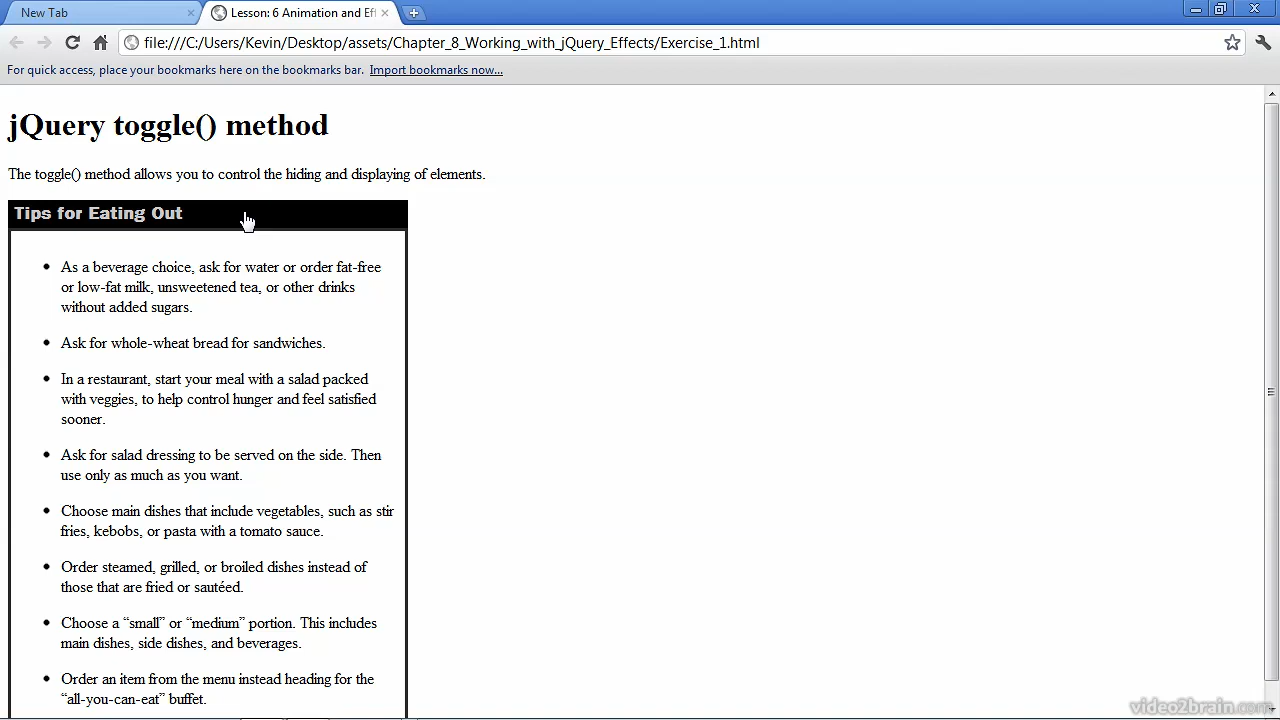 New Tab
Lesson: 6 Animation and Ef
file:///C:/Users/Kevin/Desktop/assets/Chapter_8_Working_with_jQuery_Effects/Exercise_1.html
For quick access, place your bookmarks here on the bookmarks bar. Import bookmarks now...
jQuery toggle() method
The toggle() method allows you to control the hiding and displaying of elements.
Tips for Eating Out
• As a beverage choice, ask for water or order fat-free
or low-fat milk, unsweetened tea, or other drinks
without added sugars.
• Ask for whole-wheat bread for sandwiches.
• In a restaurant, start your meal with a salad packed
with veggies, to help control hunger and feel satisfied
sooner.
• Ask for salad dressing to be served on the side. Then
use only as much as you want.
• Choose main dishes that include vegetables, such as stir
fries, kebobs, or pasta with a tomato sauce.
• Order steamed, grilled, or broiled dishes instead of
those that are fried or sautéed.
• Choose a “small” or “medium” portion. This includes
main dishes, side dishes, and beverages.
• Order an item from the menu instead heading for the
“all-you-can-eat” buffet.
video2brain.com